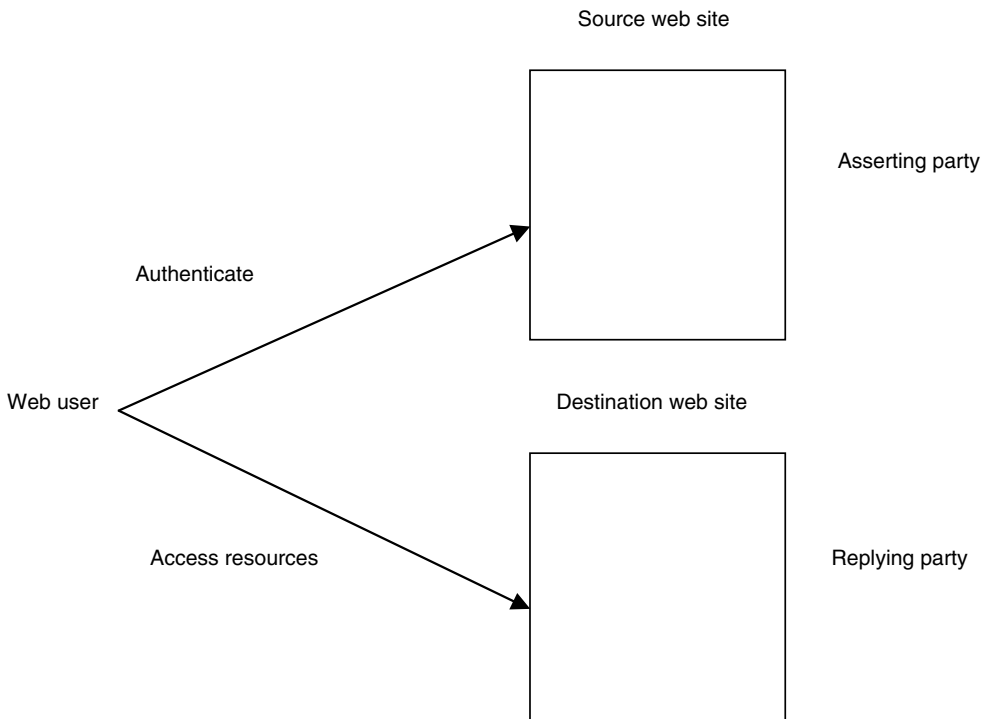 Source web site
Asserting party
Authenticate
Web user
Destination web site
Access resources
Replying party